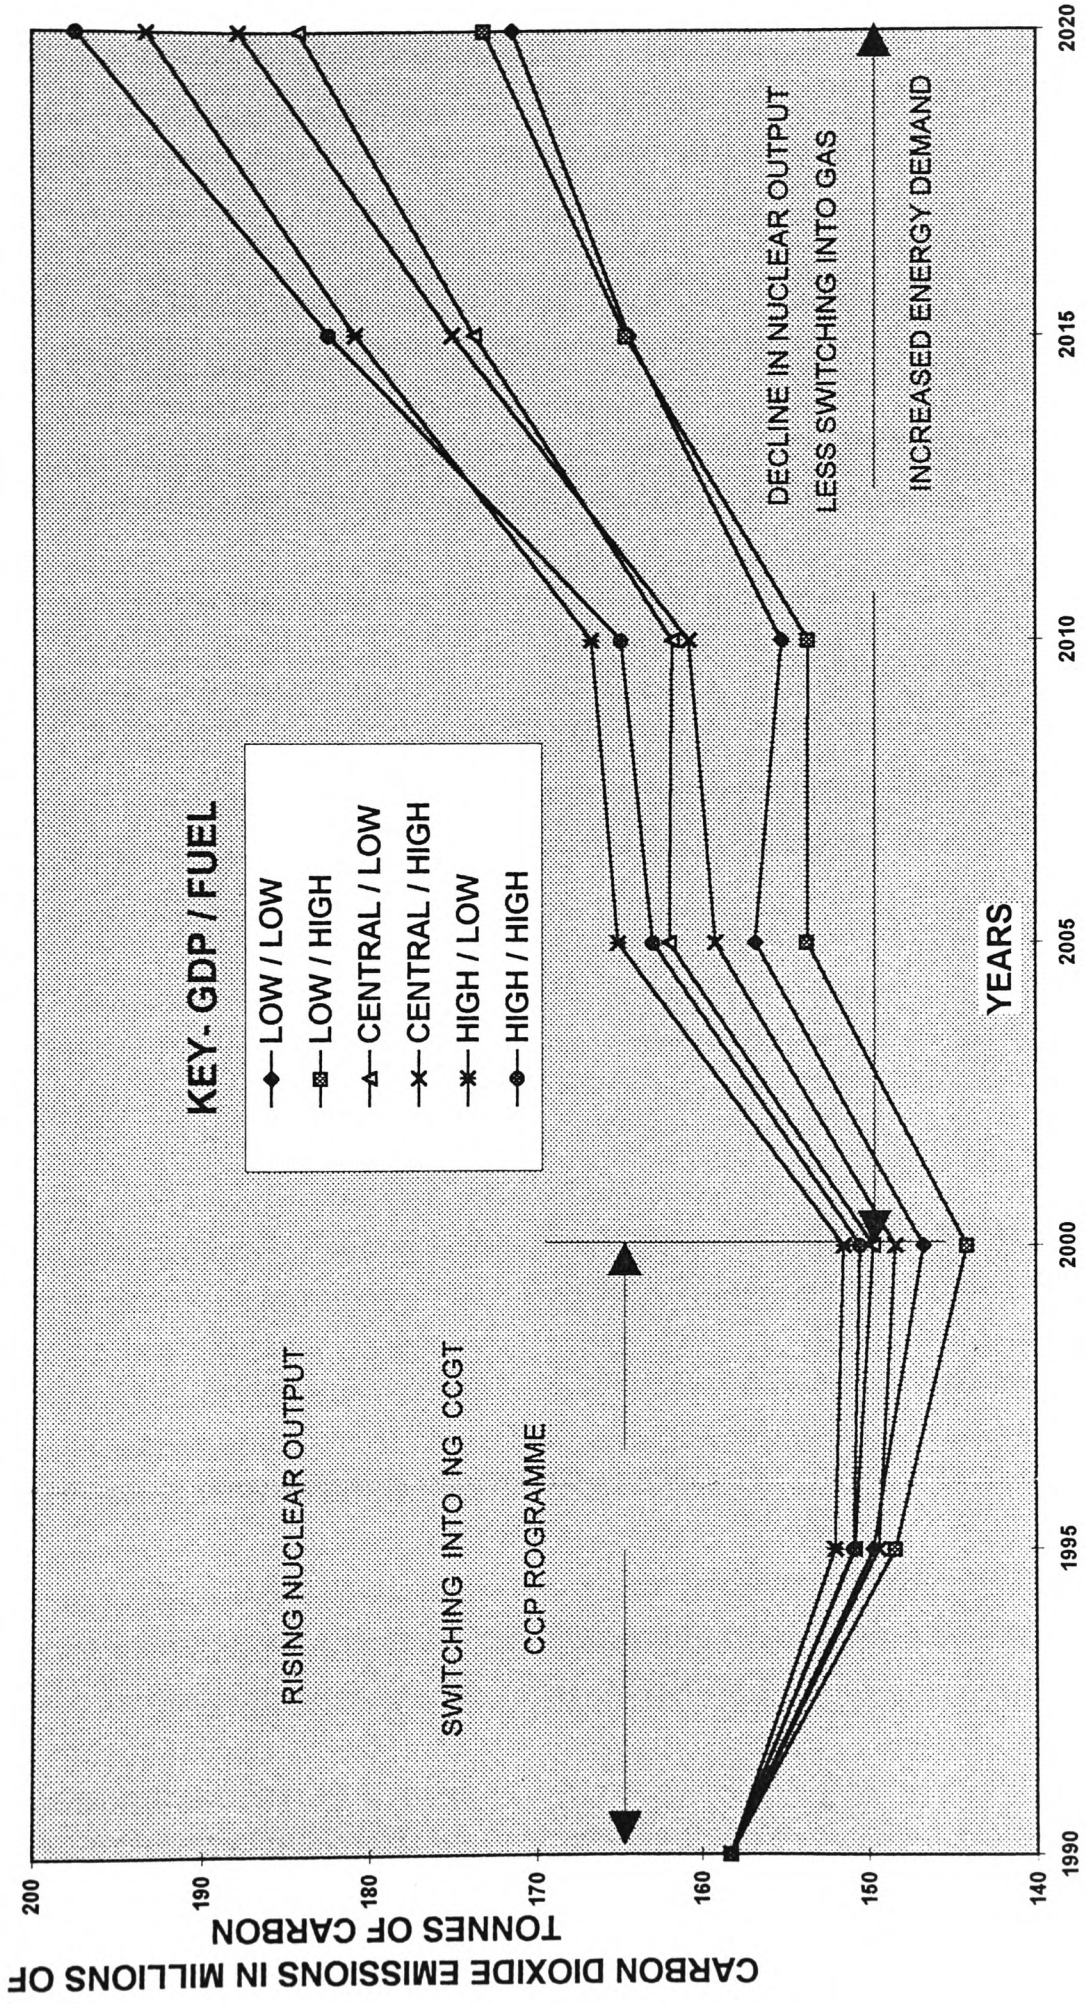 CARBON DIOXIDE EMISSIONS IN MILLIONS OF
TONNES OF CARBON
200
190
180
170
160
150
140
KEY- GDP / FUEL
LOW / LOW
LOW / HIGH
CENTRAL / LOW
CENTRAL / HIGH
HIGH / LOW
HIGH / HIGH
RISING NUCLEAR OUTPUT
SWITCHING INTO NG CCGT
CCP ROGRAMME
DECLINE IN NUCLEAR OUTPUT
LESS SWITCHING INTO GAS
INCREASED ENERGY DEMAND
1990
1995
2000
2005
2010
2015
2020
YEARS